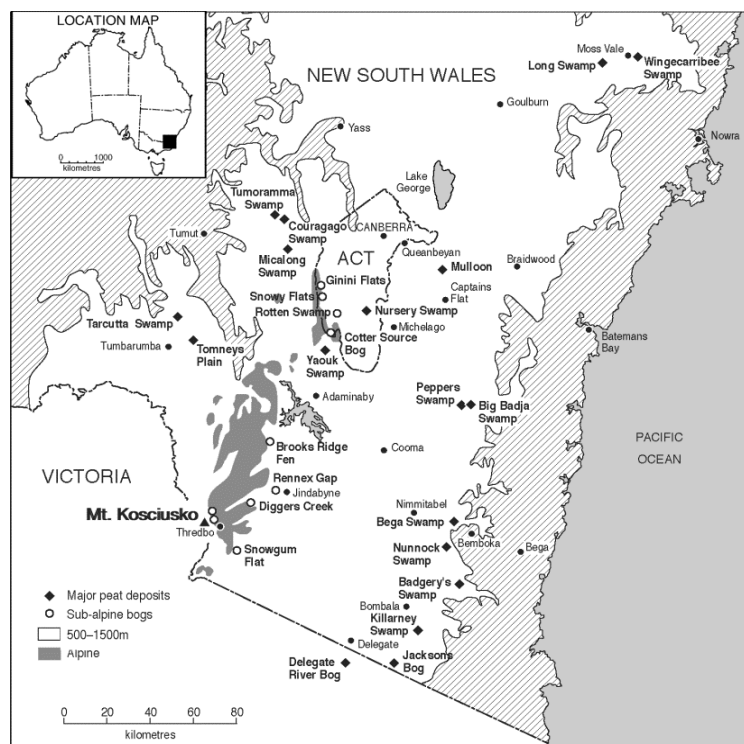 LOCATION MAP
0 1000
kilometres
NEW SOUTH WALES
Moss Vale
Long Swamp
Wingecarribee
Swamp
Goulburn
Yass
Nowra
Lake
George
Tumoramma
Swamp
Couragago
Swamp
CANBERRA
Tumut
ACT
Queanbeyan
Micalong
Swamp
Mulloon
Braidwood
Ginini Flats
Snowy Flats
Captains
Flat
Rotten Swamp
Nursery Swamp
Tarcutta Swamp
Michelago
Cotter Source
Bog
Batemans
Bay
Tumbarumba
Tomneys
Plain
Yaouk
Swamp
Adaminaby
Peppers
Swamp
Big Badja
Swamp
PACIFIC
OCEAN
Brooks Ridge
Fen
Cooma
VICTORIA
Rennex Gap
Jindabyne
Diggers Creek
Nimmitabel
Mt. Kosciusko
Bega Swamp
Thredbo
Bemboka
Bega
Nunnock
Swamp
Snowgum
Flat
Badgery's
Swamp
Major peat deposits
Sub-alpine bogs
500–1500m
Alpine
Bombala
Killarney
Swamp
Delegate
Delegate
River Bog
Jacksons
Bog
0 20 40 60 80
kilometres